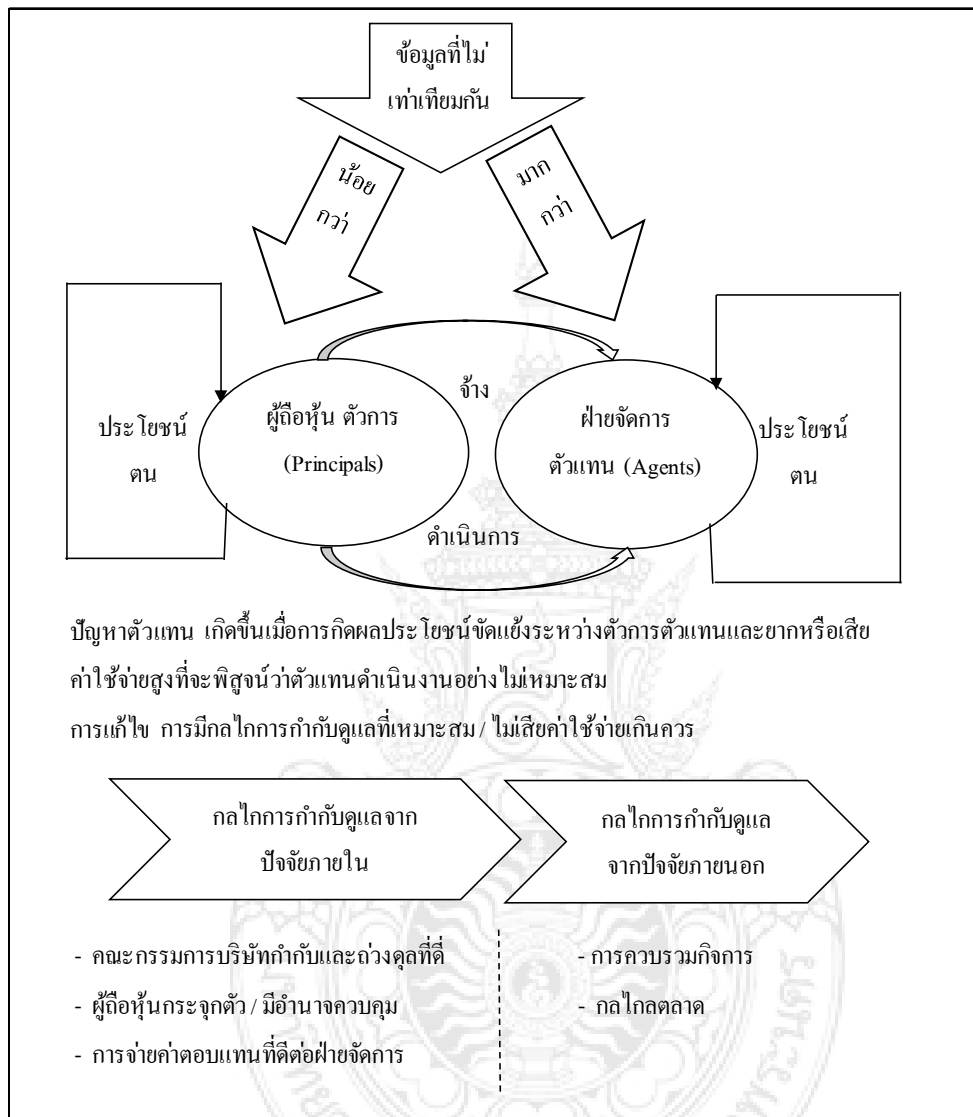 ข้อมูลที่ไม่
เท่าเทียมกัน
น้อย
กว่า
มาก
กว่า
ประโยชน์
ตน
ผู้ถือหุ้น ตัวการ
(Principals)
จ้าง
ดำเนินการ
ฝ่ายจัดการ
ตัวแทน (Agents)
ประโยชน์
ตน
ปัญหาตัวแทน เกิดขึ้นเมื่อการกิดผลประโยชน์ขัดแย้งระหว่างตัวการตัวแทนและยากหรือเสีย
ค่าใช้จ่ายสูงที่จะพิสูจน์ว่าตัวแทนดำเนินงานอย่างไม่เหมาะสม
การแก้ไข การมีกลไกการกำกับดูแลที่เหมาะสม / ไม่เสียค่าใช้จ่ายเกินควร
กลไกการกำกับดูแลจาก
ปัจจัยภายใน
กลไกการกำกับดูแล
จากปัจจัยภายนอก
- คณะกรรมการบริษัทกำกับและถ่วงดุลที่ดี่
- ผู้ถือหุ้นกระจุกตัว / มีอำนาจควบคุม
- การจ่ายค่าตอบแทนที่ดีต่อฝ่ายจัดการ
- การควบรวมกิจการ
- กลไกลตลาด
พระนคร